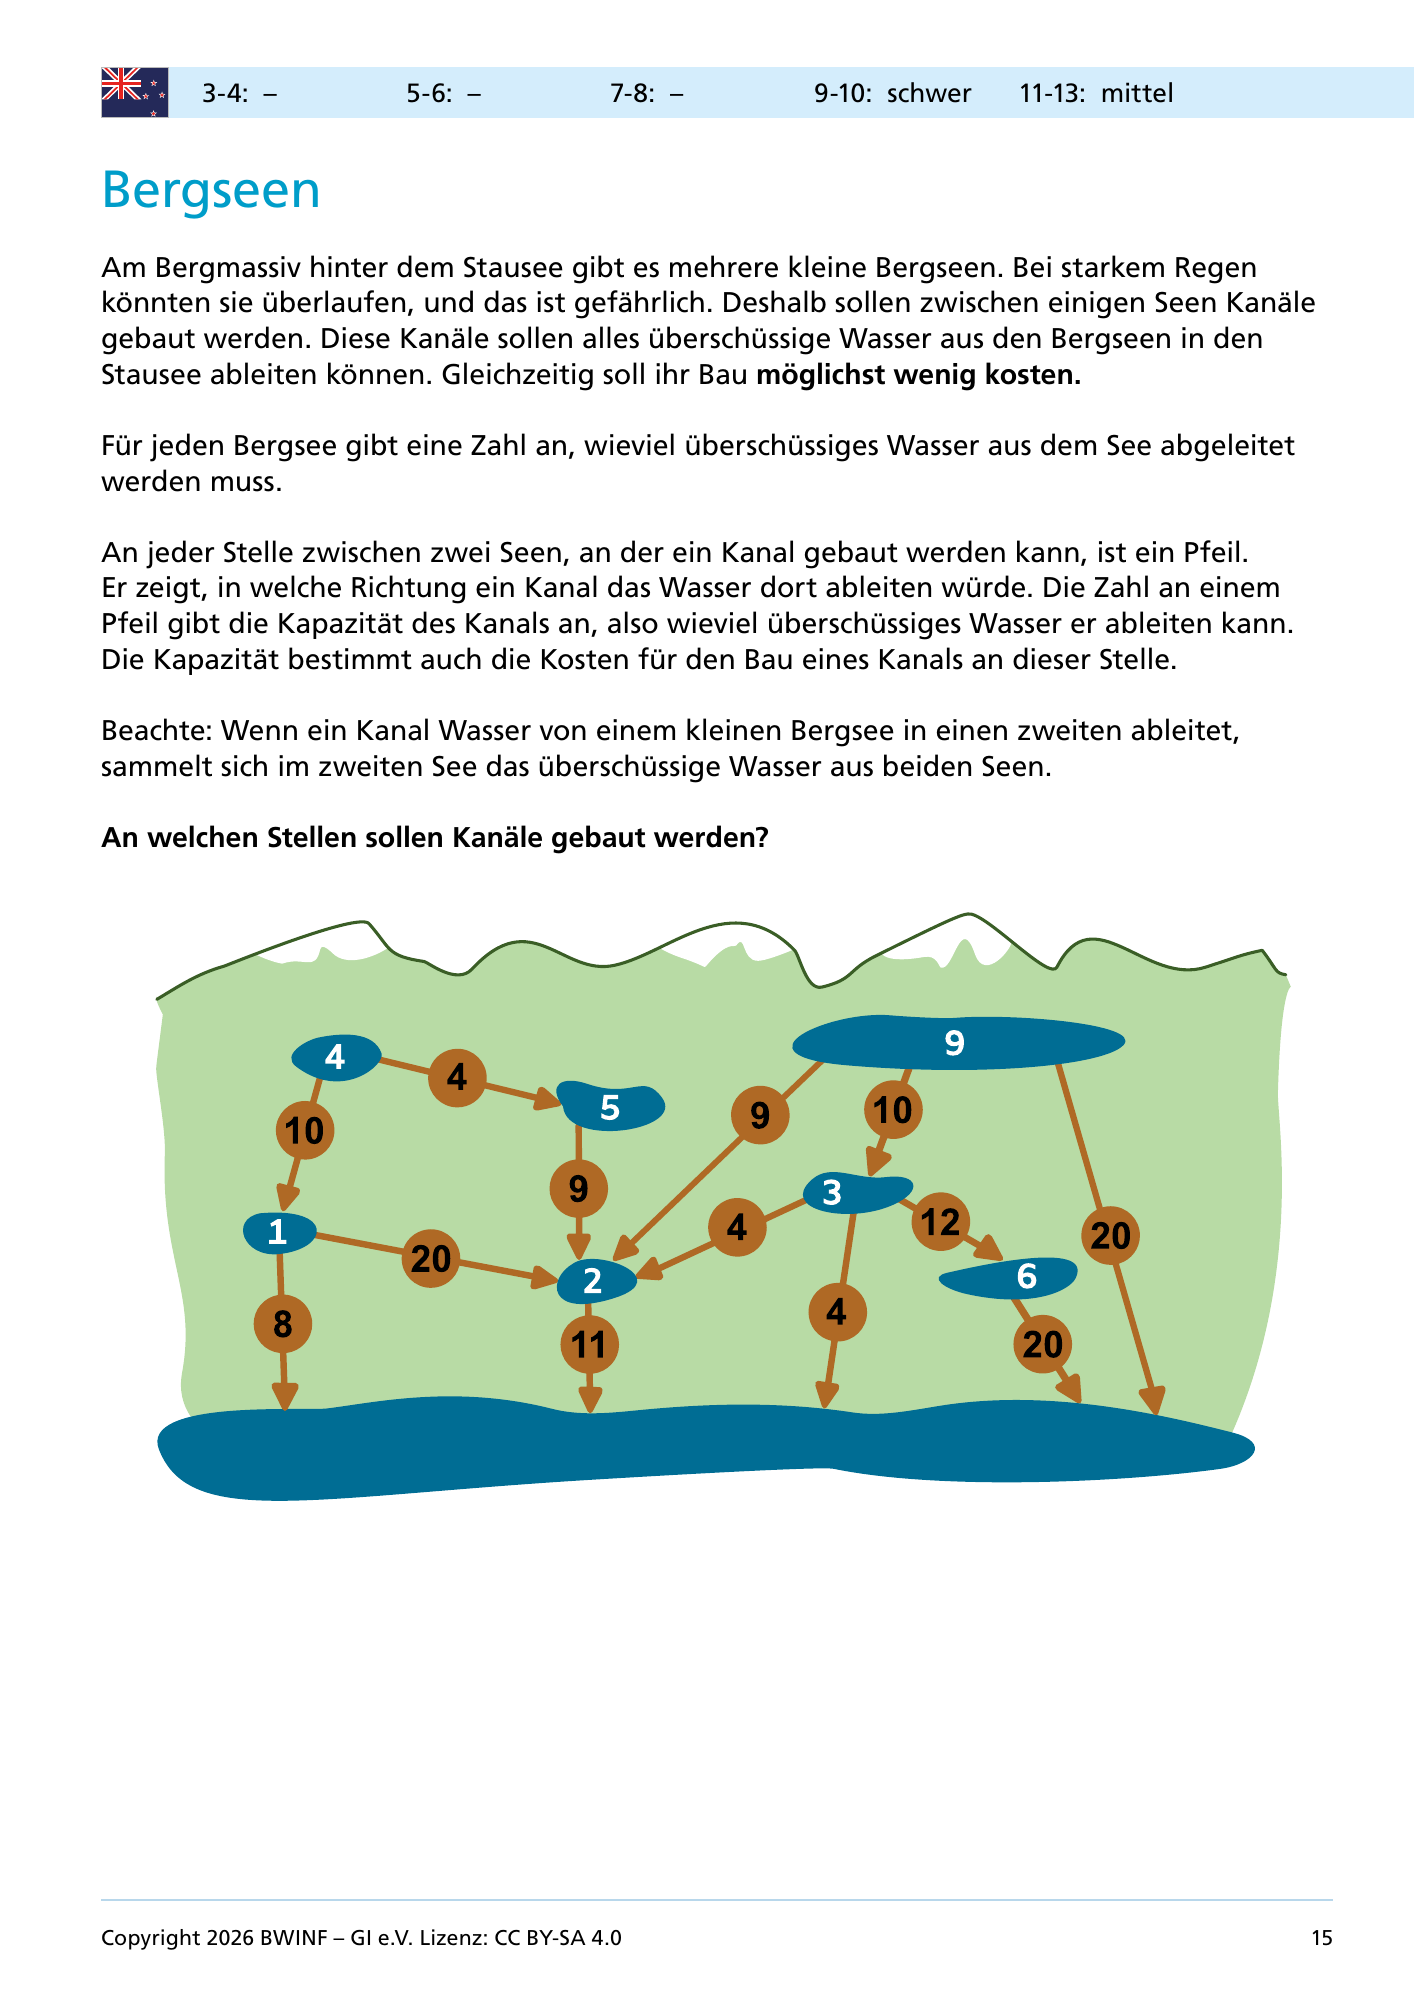 3-4: –	5-6: –	7-8: –	9-10: schwer	11-13: mittel
Bergseen
Am Bergmassiv hinter dem Stausee gibt es mehrere kleine Bergseen. Bei starkem Regen
könnten sie überlaufen, und das ist gefährlich. Deshalb sollen zwischen einigen Seen Kanäle
gebaut werden. Diese Kanäle sollen alles überschüssige Wasser aus den Bergseen in den
Stausee ableiten können. Gleichzeitig soll ihr Bau möglichst wenig kosten.
Für jeden Bergsee gibt eine Zahl an, wieviel überschüssiges Wasser aus dem See abgeleitet
werden muss.
An jeder Stelle zwischen zwei Seen, an der ein Kanal gebaut werden kann, ist ein Pfeil.
Er zeigt, in welche Richtung ein Kanal das Wasser dort ableiten würde. Die Zahl an einem
Pfeil gibt die Kapazität des Kanals an, also wieviel überschüssiges Wasser er ableiten kann.
Die Kapazität bestimmt auch die Kosten für den Bau eines Kanals an dieser Stelle.
Beachte: Wenn ein Kanal Wasser von einem kleinen Bergsee in einen zweiten ableitet,
sammelt sich im zweiten See das überschüssige Wasser aus beiden Seen.
An welchen Stellen sollen Kanäle gebaut werden?
4 9
4 5 9 10
10
9 3
1 4 12 20
20 2 6
8 11 4 20
Copyright 2026 BWINF – GI e.V. Lizenz: CC BY-SA 4.0	15